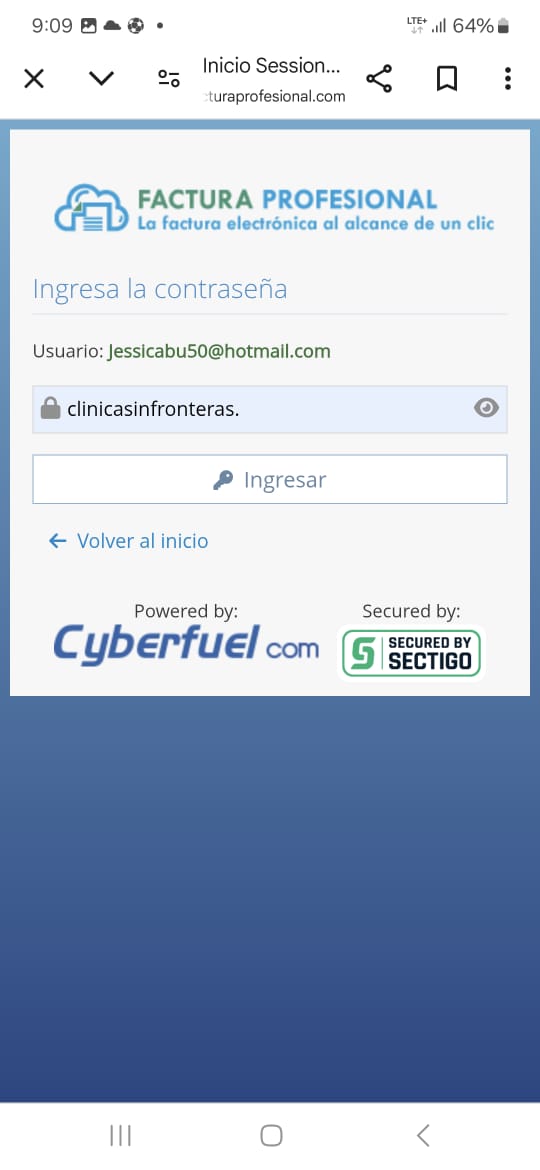 9:09
LTE+ 64%
Inicio Session...
:turaprofesional.com
FACTURA PROFESIONAL
La factura electrónica al alcance de un clic
Ingresa la contraseña
Usuario: Jessicabu50@hotmail.com
clinicasinfronteras.
Ingresar
Volver al inicio
Powered by: Secured by:
Cyberfuel com
SECURED BY
SECTIGO